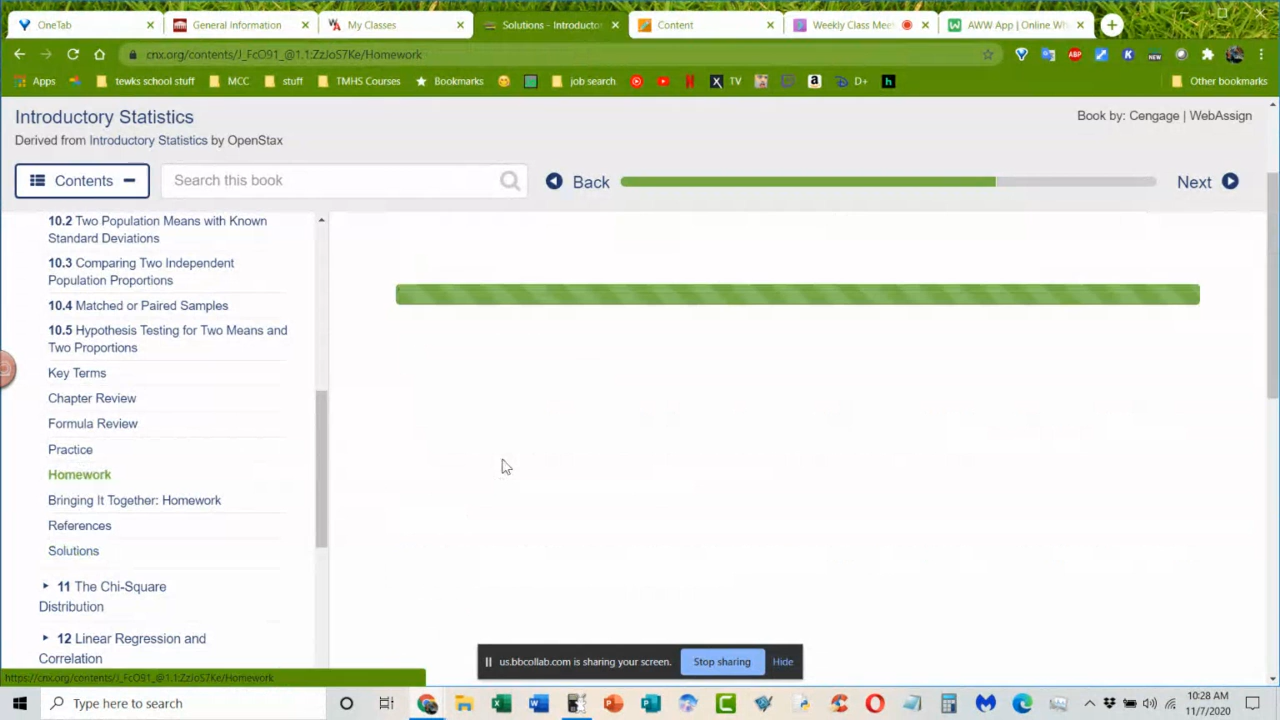 OneTab
General Information
My Classes
Solutions - Introductor
Content
Weekly Class Meet
AWW App | Online Wh
cnx.org/contents/J_FcO91_@1.1:ZzJoS7Ke/Homework
Apps
tewks school stuff
MCC
stuff
TMHS Courses
Bookmarks
job search
TV
D+
Other bookmarks
Introductory Statistics
Book by: Cengage | WebAssign
Derived from Introductory Statistics by OpenStax
Contents
Search this book
Back
Next
10.2 Two Population Means with Known
Standard Deviations
10.3 Comparing Two Independent
Population Proportions
10.4 Matched or Paired Samples
10.5 Hypothesis Testing for Two Means and
Two Proportions
Key Terms
Chapter Review
Formula Review
Practice
Homework
Bringing It Together: Homework
References
Solutions
11 The Chi-Square
Distribution
12 Linear Regression and
Correlation
us.bbcollab.com is sharing your screen.
Stop sharing
Hide
https://cnx.org/contents/J_FcO91_@1.1:ZzJoS7Ke/Homework
Type here to search
10:28 AM
11/7/2020